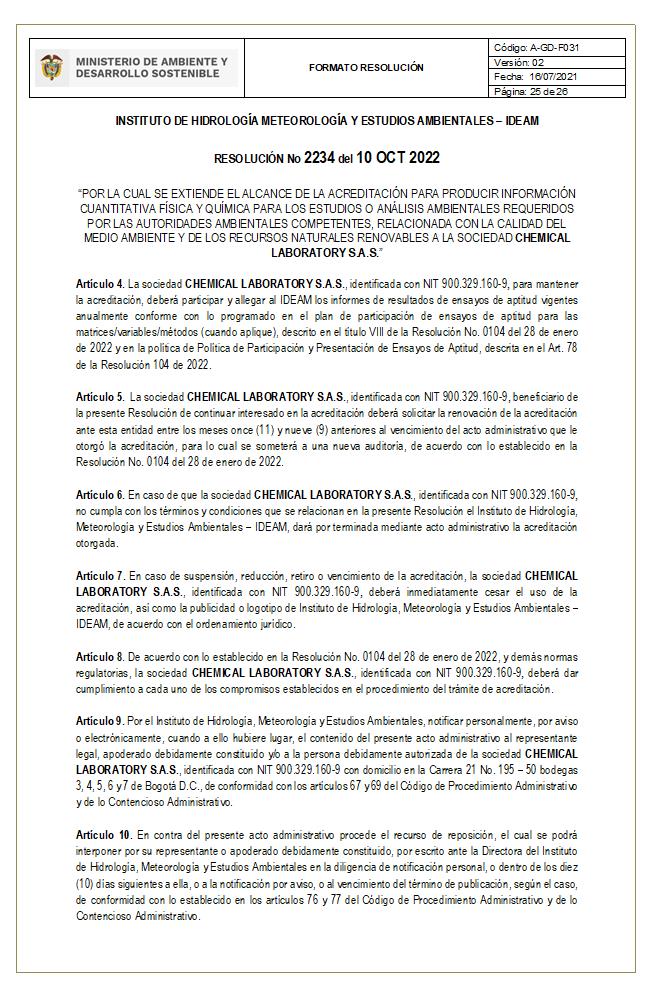 MINISTERIO DE AMBIENTE Y
DESARROLLO SOSTENIBLE
FORMATO RESOLUCIÓN
Código: A-GD-F031
Versión: 02
Fecha: 16/07/2021
Página: 25 de 26
INSTITUTO DE HIDROLOGÍA METEOROLOGÍA Y ESTUDIOS AMBIENTALES – IDEAM
RESOLUCIÓN No 2234 del 10 OCT 2022
“POR LA CUAL SE EXTIENDE EL ALCANCE DE LA ACREDITACIÓN PARA PRODUCIR INFORMACIÓN
CUANTITATIVA FÍSICA Y QUÍMICA PARA LOS ESTUDIOS O ANÁLISIS AMBIENTALES REQUERIDOS
POR LAS AUTORIDADES AMBIENTALES COMPETENTES, RELACIONADA CON LA CALIDAD DEL
MEDIO AMBIENTE Y DE LOS RECURSOS NATURALES RENOVABLES A LA SOCIEDAD CHEMICAL
LABORATORY S.A.S.”
Artículo 4. La sociedad CHEMICAL LABORATORY S.A.S., identificada con NIT 900.329.160-9, para mantener
la acreditación, deberá participar y allegar al IDEAM los informes de resultados de ensayos de aptitud vigentes
anualmente conforme con lo programado en el plan de participación de ensayos de aptitud para las
matrices/variables/métodos (cuando aplique), descrito en el título VIII de la Resolución No. 0104 del 28 de enero
de 2022 y en la política de Política de Participación y Presentación de Ensayos de Aptitud, descrita en el Art. 78
de la Resolución 104 de 2022.
Artículo 5. La sociedad CHEMICAL LABORATORY S.A.S., identificada con NIT 900.329.160-9, beneficiario de
la presente Resolución de continuar interesado en la acreditación deberá solicitar la renovación de la acreditación
ante esta entidad entre los meses once (11) y nueve (9) anteriores al vencimiento del acto administrativo que le
otorgó la acreditación, para lo cual se someterá a una nueva auditoría, de acuerdo con lo establecido en la
Resolución No. 0104 del 28 de enero de 2022.
Artículo 6. En caso de que la sociedad CHEMICAL LABORATORY S.A.S., identificada con NIT 900.329.160-9,
no cumpla con los términos y condiciones que se relacionan en la presente Resolución el Instituto de Hidrología,
Meteorología y Estudios Ambientales – IDEAM, dará por terminada mediante acto administrativo la acreditación
otorgada.
Artículo 7. En caso de suspensión, reducción, retiro o vencimiento de la acreditación, la sociedad CHEMICAL
LABORATORY S.A.S., identificada con NIT 900.329.160-9, deberá inmediatamente cesar el uso de la
acreditación, así como la publicidad o logotipo de Instituto de Hidrología, Meteorología y Estudios Ambientales –
IDEAM, de acuerdo con el ordenamiento jurídico.
Artículo 8. De acuerdo con lo establecido en la Resolución No. 0104 del 28 de enero de 2022, y demás normas
regulatorias, la sociedad CHEMICAL LABORATORY S.A.S., identificada con NIT 900.329.160-9, deberá dar
cumplimiento a cada uno de los compromisos establecidos en el procedimiento del trámite de acreditación.
Artículo 9. Por el Instituto de Hidrología, Meteorología y Estudios Ambientales, notificar personalmente, por aviso
o electrónicamente, cuando a ello hubiere lugar, el contenido del presente acto administrativo al representante
legal, apoderado debidamente constituido y/o a la persona debidamente autorizada de la sociedad CHEMICAL
LABORATORY S.A.S., identificada con NIT 900.329.160-9 con domicilio en la Carrera 21 No. 195 – 50 bodegas
3, 4, 5, 6 y 7 de Bogotá D.C., de conformidad con los artículos 67 y 69 del Código de Procedimiento Administrativo
y de lo Contencioso Administrativo.
Artículo 10. En contra del presente acto administrativo procede el recurso de reposición, el cual se podrá
interponer por su representante o apoderado debidamente constituido, por escrito ante la Directora del Instituto
de Hidrología, Meteorología y Estudios Ambientales en la diligencia de notificación personal, o dentro de los diez
(10) días siguientes a ella, o a la notificación por aviso, o al vencimiento del término de publicación, según el caso,
de conformidad con lo establecido en los artículos 76 y 77 del Código de Procedimiento Administrativo y de lo
Contencioso Administrativo.